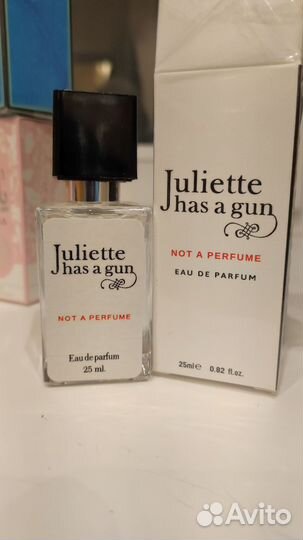 Juliette
has a gun
NOT A PERFUME
Eau de parfum
25 ml.
Juliette
has a gun
NOT A PERFUME
EAU DE PARFUM
25ml℮ 0.82 fl.oz.
Avito